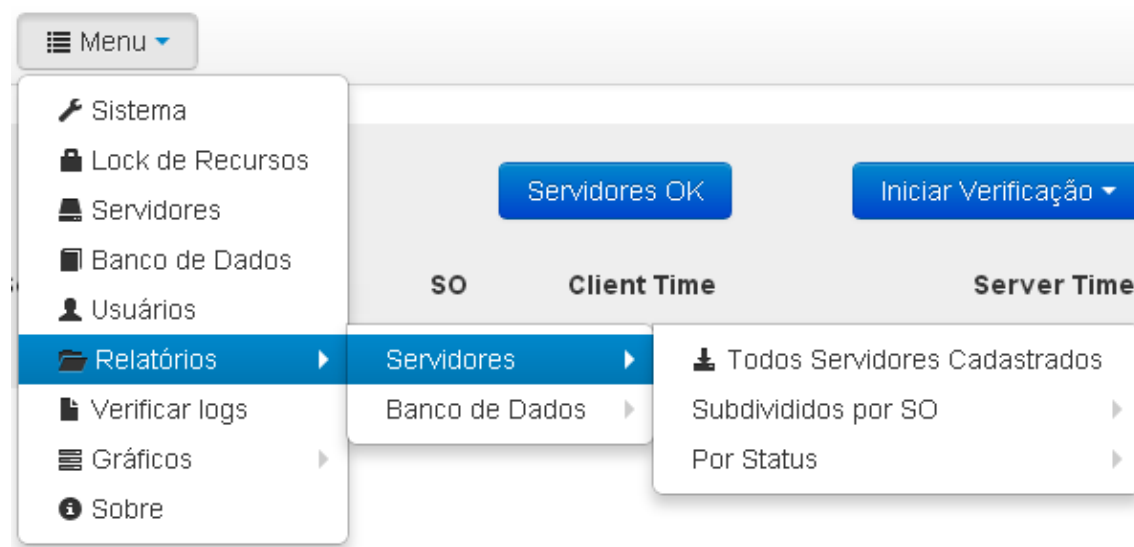 Menu
Sistema
Lock de Recursos
Servidores
Banco de Dados
Usuários
Relatórios
Verificar logs
Gráficos
Sobre
Servidores OK
Iniciar Verificação
SO
Client Time
Server Time
Servidores
Banco de Dados
Todos Servidores Cadastrados
Subdivididos por SO
Por Status